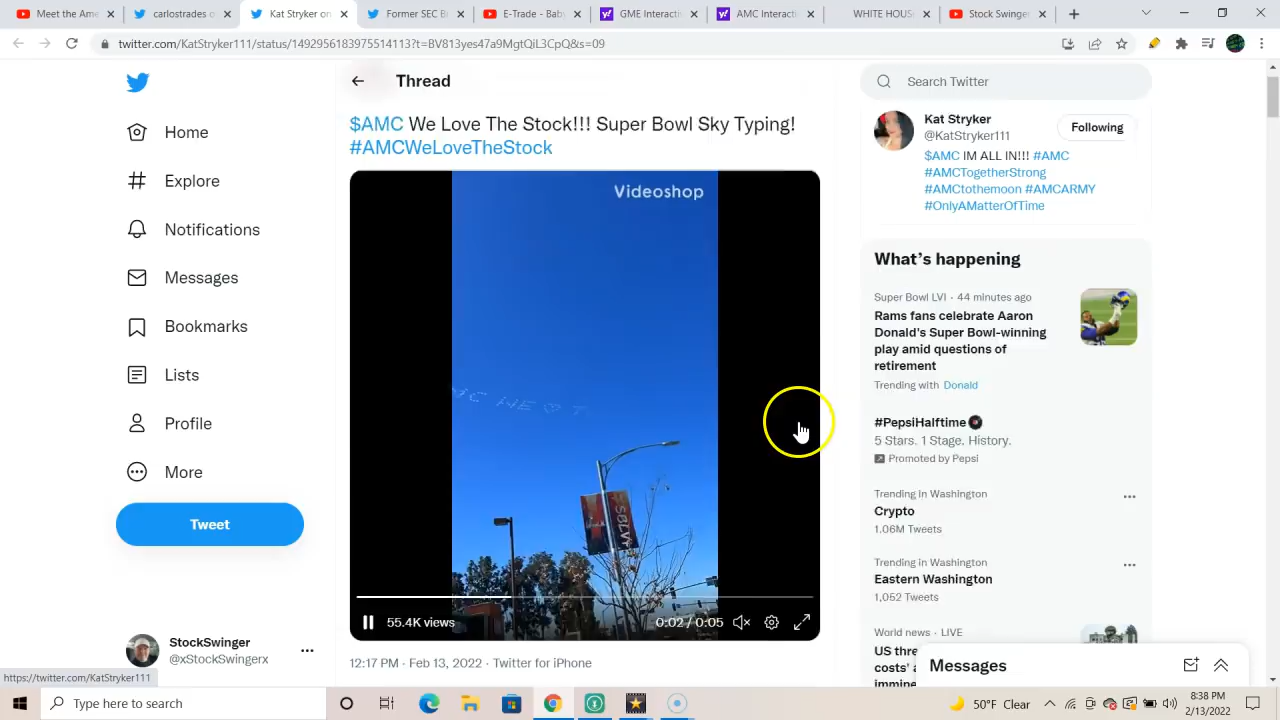 Meet the Am
carlostrades o
Kat Stryker on
Former SEC B
E-Trade - Bab
GME Interacti
AMC Interacti
WHITE HOUS
Stock Swinger
twitter.com/KatStryker111/status/1492956183975514113?t=BV813yes47a9MgtQiL3CpQ&s=09
Home
Explore
Notifications
Messages
Bookmarks
Lists
Profile
More
Tweet
StockSwinger
@xStockSwingerx
https://twitter.com/KatStryker111
Thread
$AMC We Love The Stock!!! Super Bowl Sky Typing!
#AMCWeLoveTheStock
Videoshop
SBLVI
55.4K views
0:02 / 0:05
12:17 PM · Feb 13, 2022 · Twitter for iPhone
Search Twitter
Kat Stryker
@KatStryker111
Following
$AMC IM ALL IN!!! #AMC
#AMCTogetherStrong
#AMCtothemoon #AMCARMY
#OnlyAMatterOfTime
What's happening
Super Bowl LVI · 44 minutes ago
Rams fans celebrate Aaron
Donald's Super Bowl-winning
play amid questions of
retirement
Trending with Donald
#PepsiHalftime
5 Stars. 1 Stage. History.
Promoted by Pepsi
Trending in Washington
Crypto
1.06M Tweets
Trending in Washington
Eastern Washington
1,052 Tweets
World news · LIVE
US thre
costs' a
immine
Messages
Type here to search
50°F Clear
8:38 PM
2/13/2022